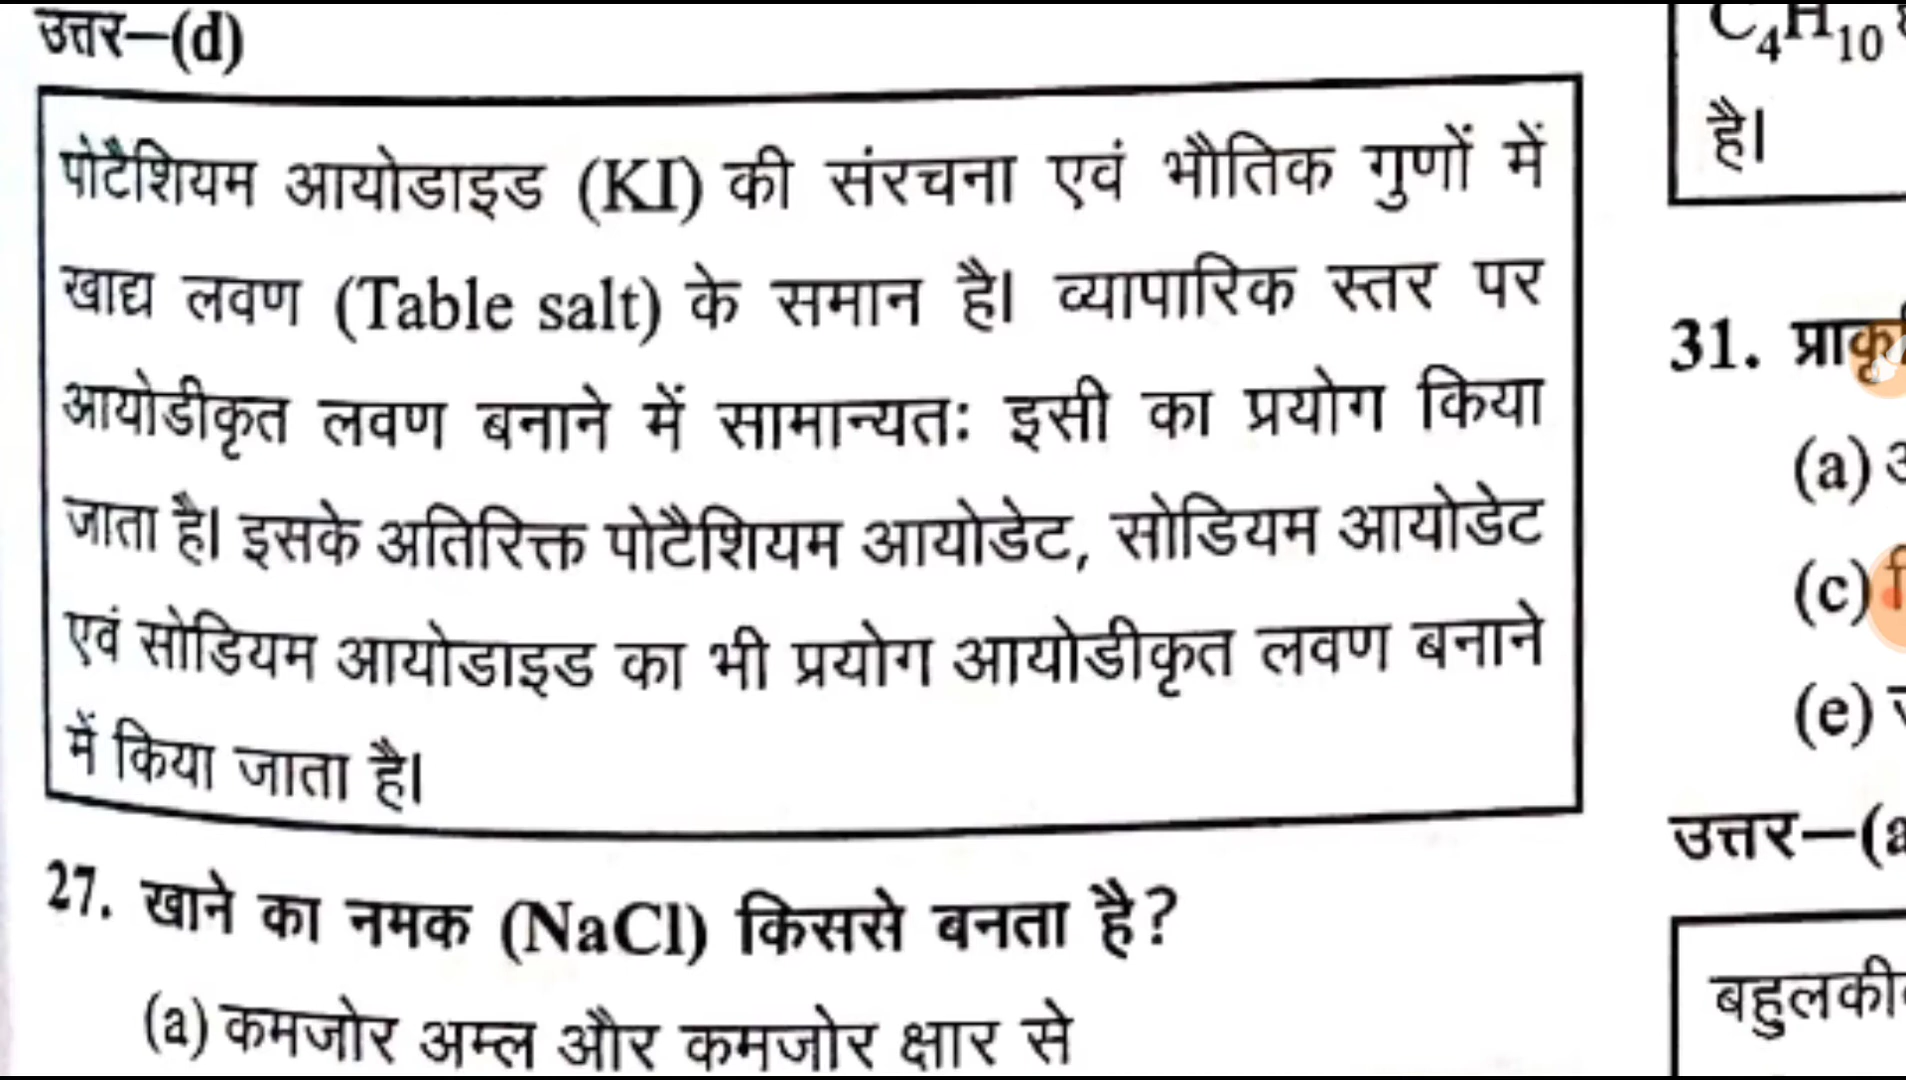 उत्तर–(d)
पोटैशियम आयोडाइड (KI) की संरचना एवं भौतिक गुणों में
खाद्य लवण (Table salt) के समान है। व्यापारिक स्तर पर
आयोडीकृत लवण बनाने में सामान्यतः इसी का प्रयोग किया
जाता है। इसके अतिरिक्त पोटैशियम आयोडेट, सोडियम आयोडेट
एवं सोडियम आयोडाइड का भी प्रयोग आयोडीकृत लवण बनाने
में किया जाता है।
27. खाने का नमक (NaCl) किससे बनता है?
(a) कमजोर अम्ल और कमजोर क्षार से
C₄H₁₀
है।
31.
(a)
(c)
(e)
उत्तर–(a